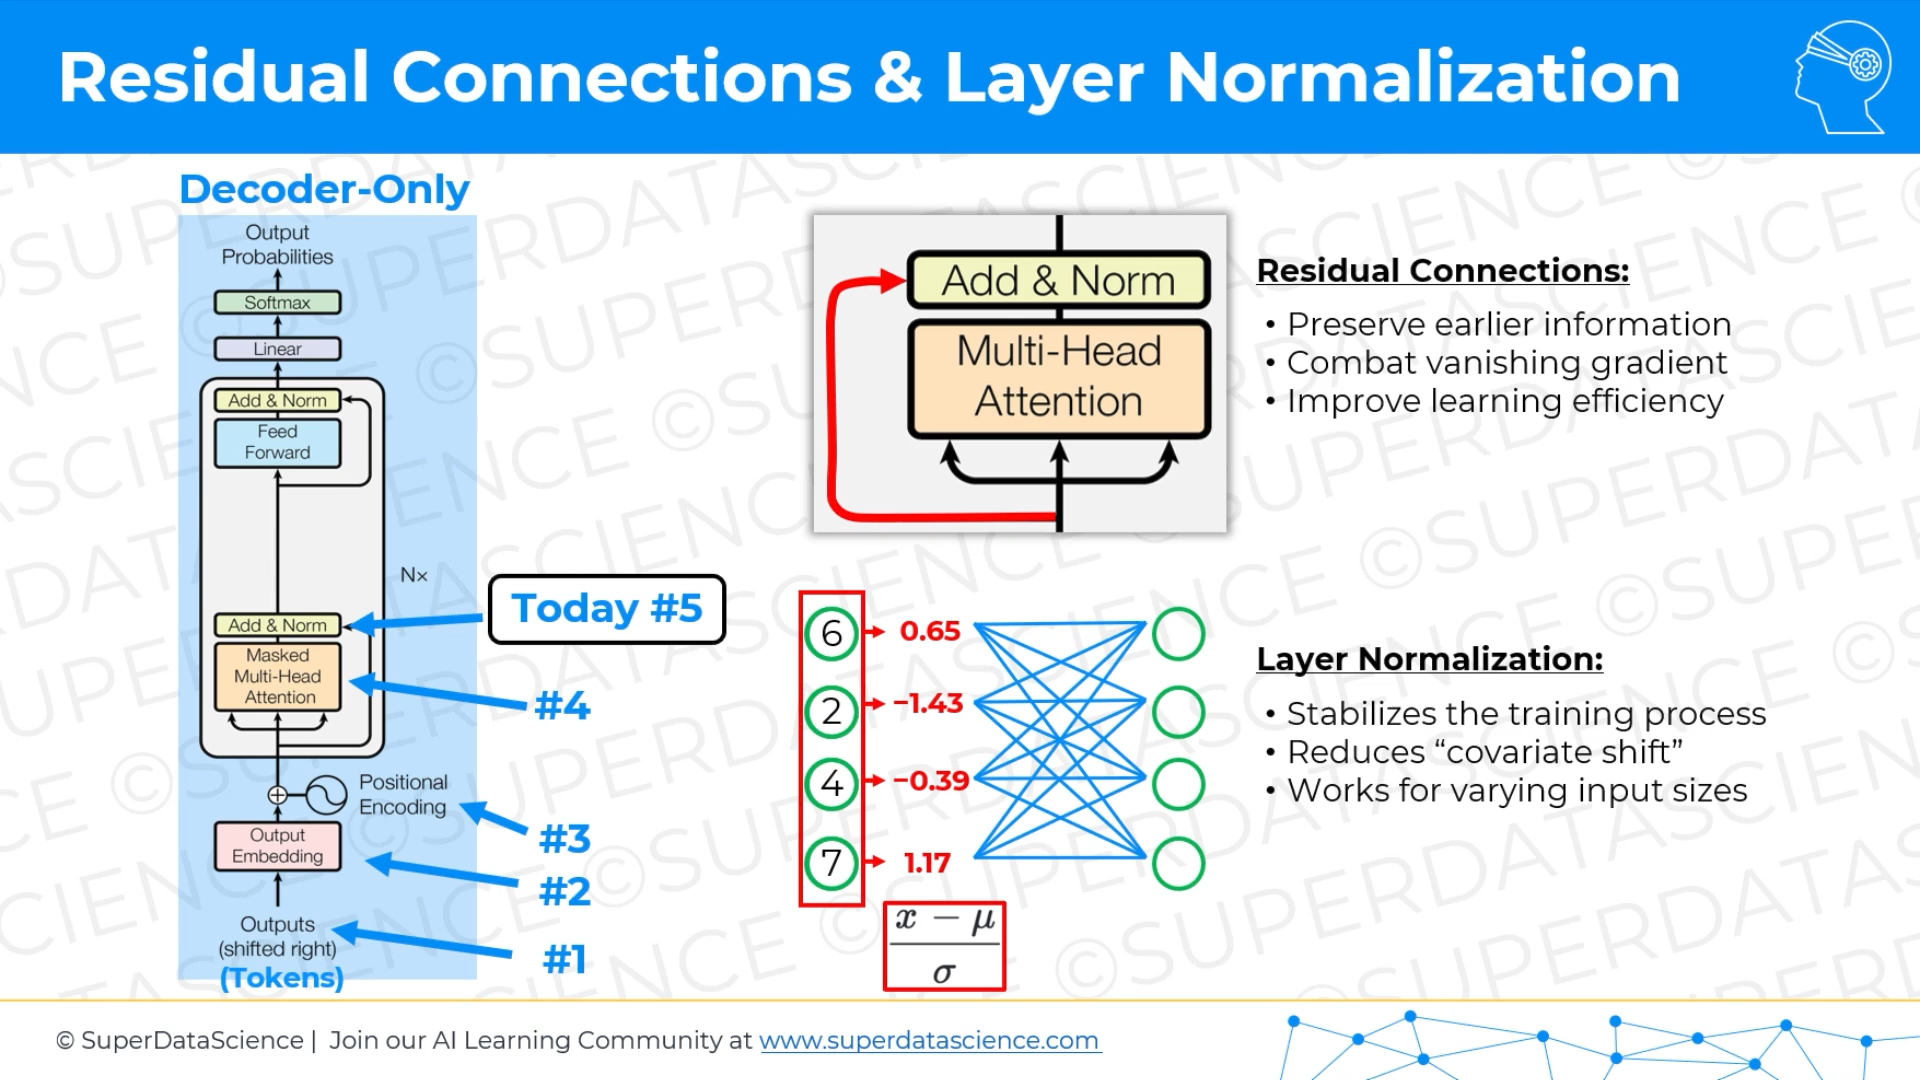 Residual Connections & Layer Normalization
Decoder-Only
Output
Probabilities
Softmax
Linear
Add & Norm
Feed
Forward
Nx
Add & Norm
Masked
Multi-Head
Attention
Positional
Encoding
Output
Embedding
Outputs
(shifted right)
(Tokens)
Today #5
#4
#3
#2
#1
Add & Norm
Multi-Head
Attention
Residual Connections:
• Preserve earlier information
• Combat vanishing gradient
• Improve learning efficiency
6 0.65
2 −1.43
4 −0.39
7 1.17
x − μ
σ
Layer Normalization:
• Stabilizes the training process
• Reduces “covariate shift”
• Works for varying input sizes
©SUPERDATASCIENCE
© SuperDataScience | Join our AI Learning Community at www.superdatascience.com